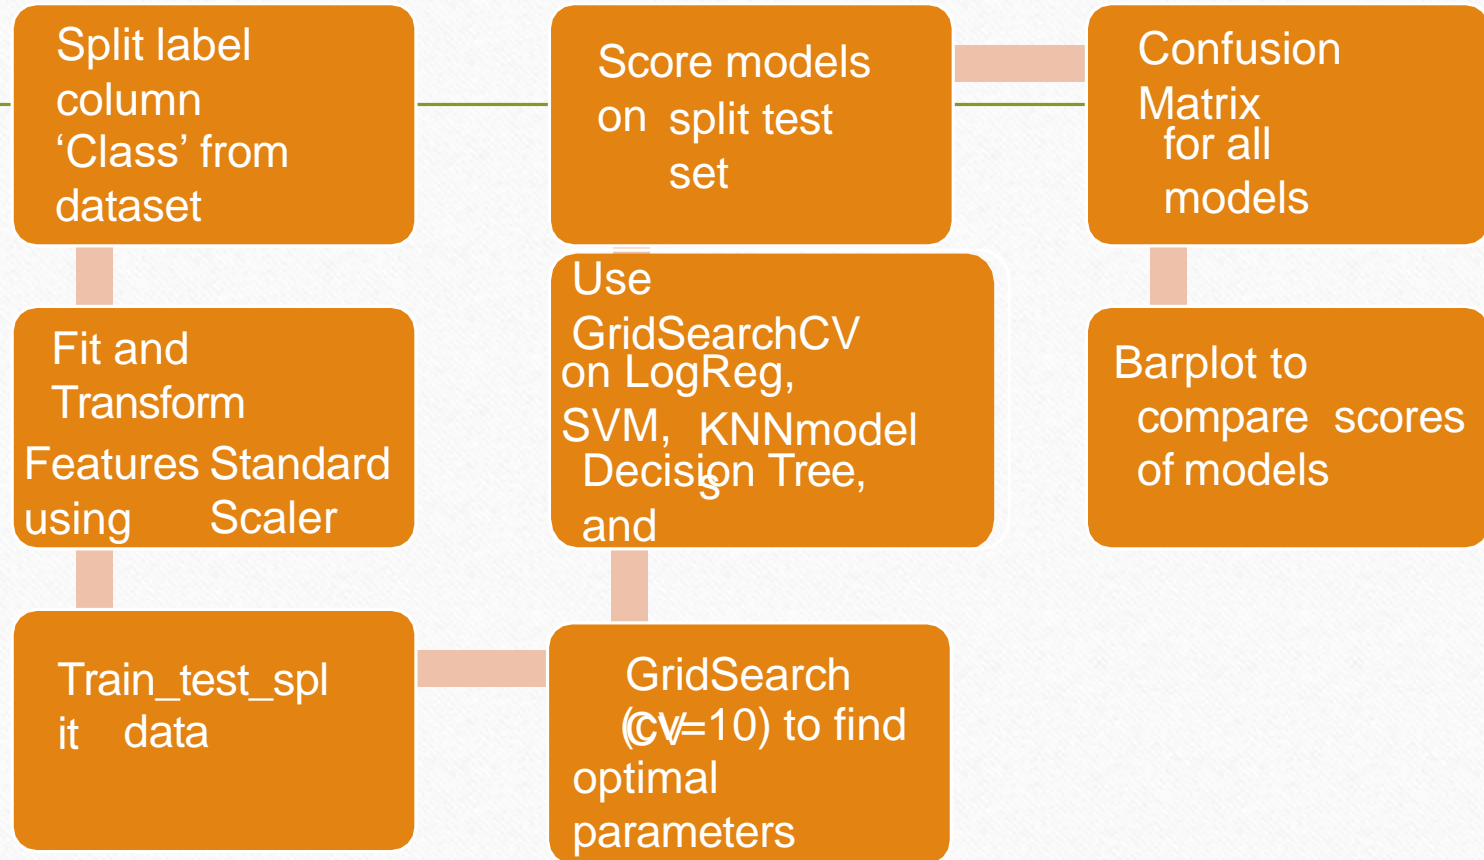 Split label
column
‘Class’ from
dataset
Fit and
Transform
Features Standard
using Scaler
Train_test_spl
it data
GridSearch
CV
(cv=10) to find
optimal
parameters
Use
GridSearchCV
on LogReg,
SVM, KNNmodel
s
Decision Tree,
and
Score models
on split test
set
Confusion
Matrix
for all
models
Barplot to
compare scores
of models